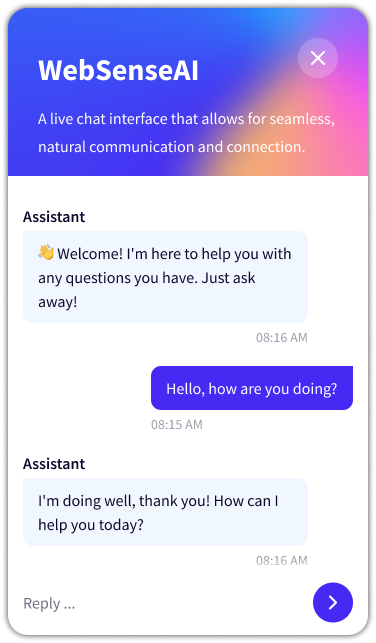 WebSenseAI
A live chat interface that allows for seamless,
natural communication and connection.
Assistant
👋 Welcome! I'm here to help you with
any questions you have. Just ask
away!
08:16 AM
Hello, how are you doing?
08:15 AM
Assistant
I'm doing well, thank you! How can I
help you today?
08:16 AM
Reply ...